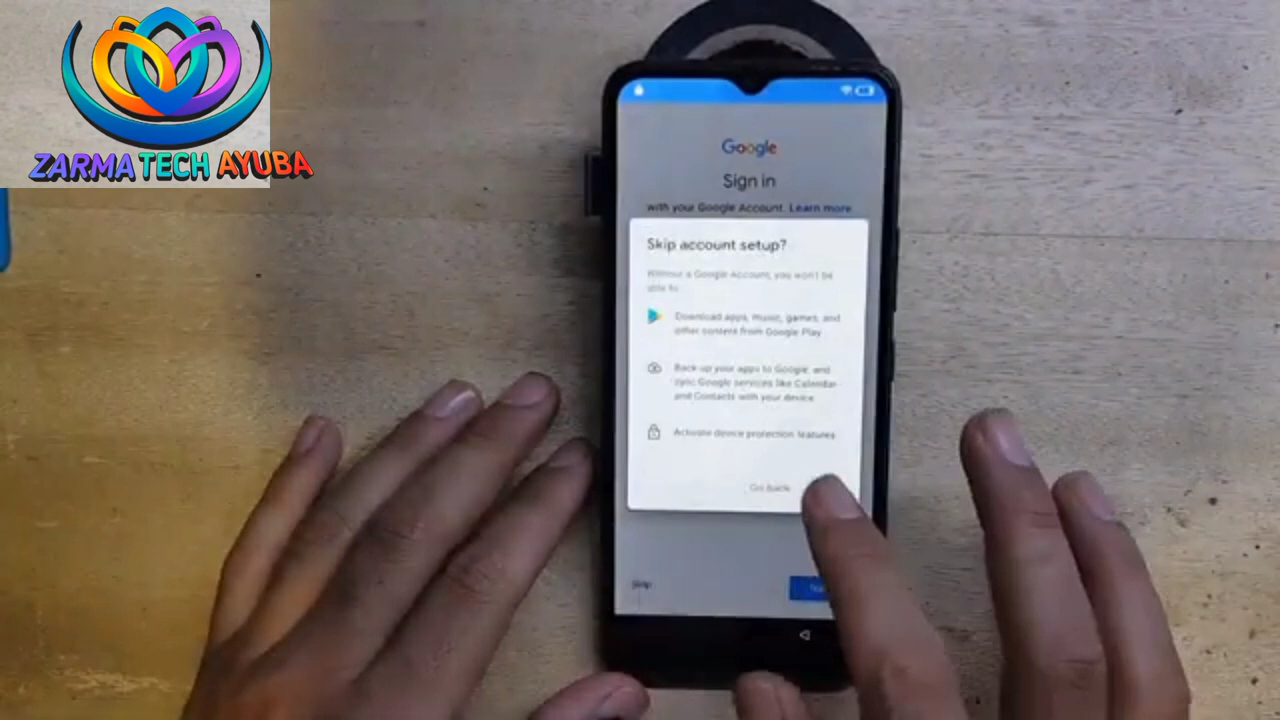 ZARMA TECH AYUBA
Google
Sign in
with your Google Account. Learn more
Skip account setup?
Without a Google Account, you won't be
able to:
Download apps, music, games, and
other content from Google Play
Back up your apps to Google, and
sync Google services like Calendar
and Contacts with your device
Activate device protection features
Go back
Skip